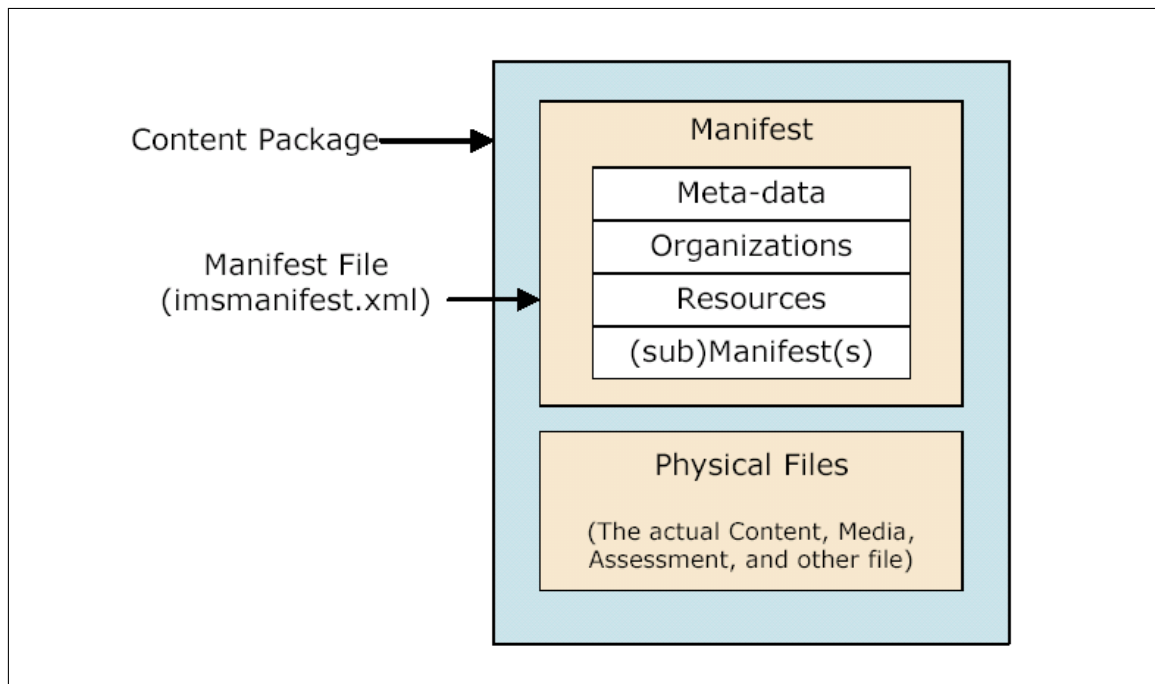 Content Package
Manifest File
(imsmanifest.xml)
Manifest
Meta-data
Organizations
Resources
(sub)Manifest(s)
Physical Files
(The actual Content, Media,
Assessment, and other file)